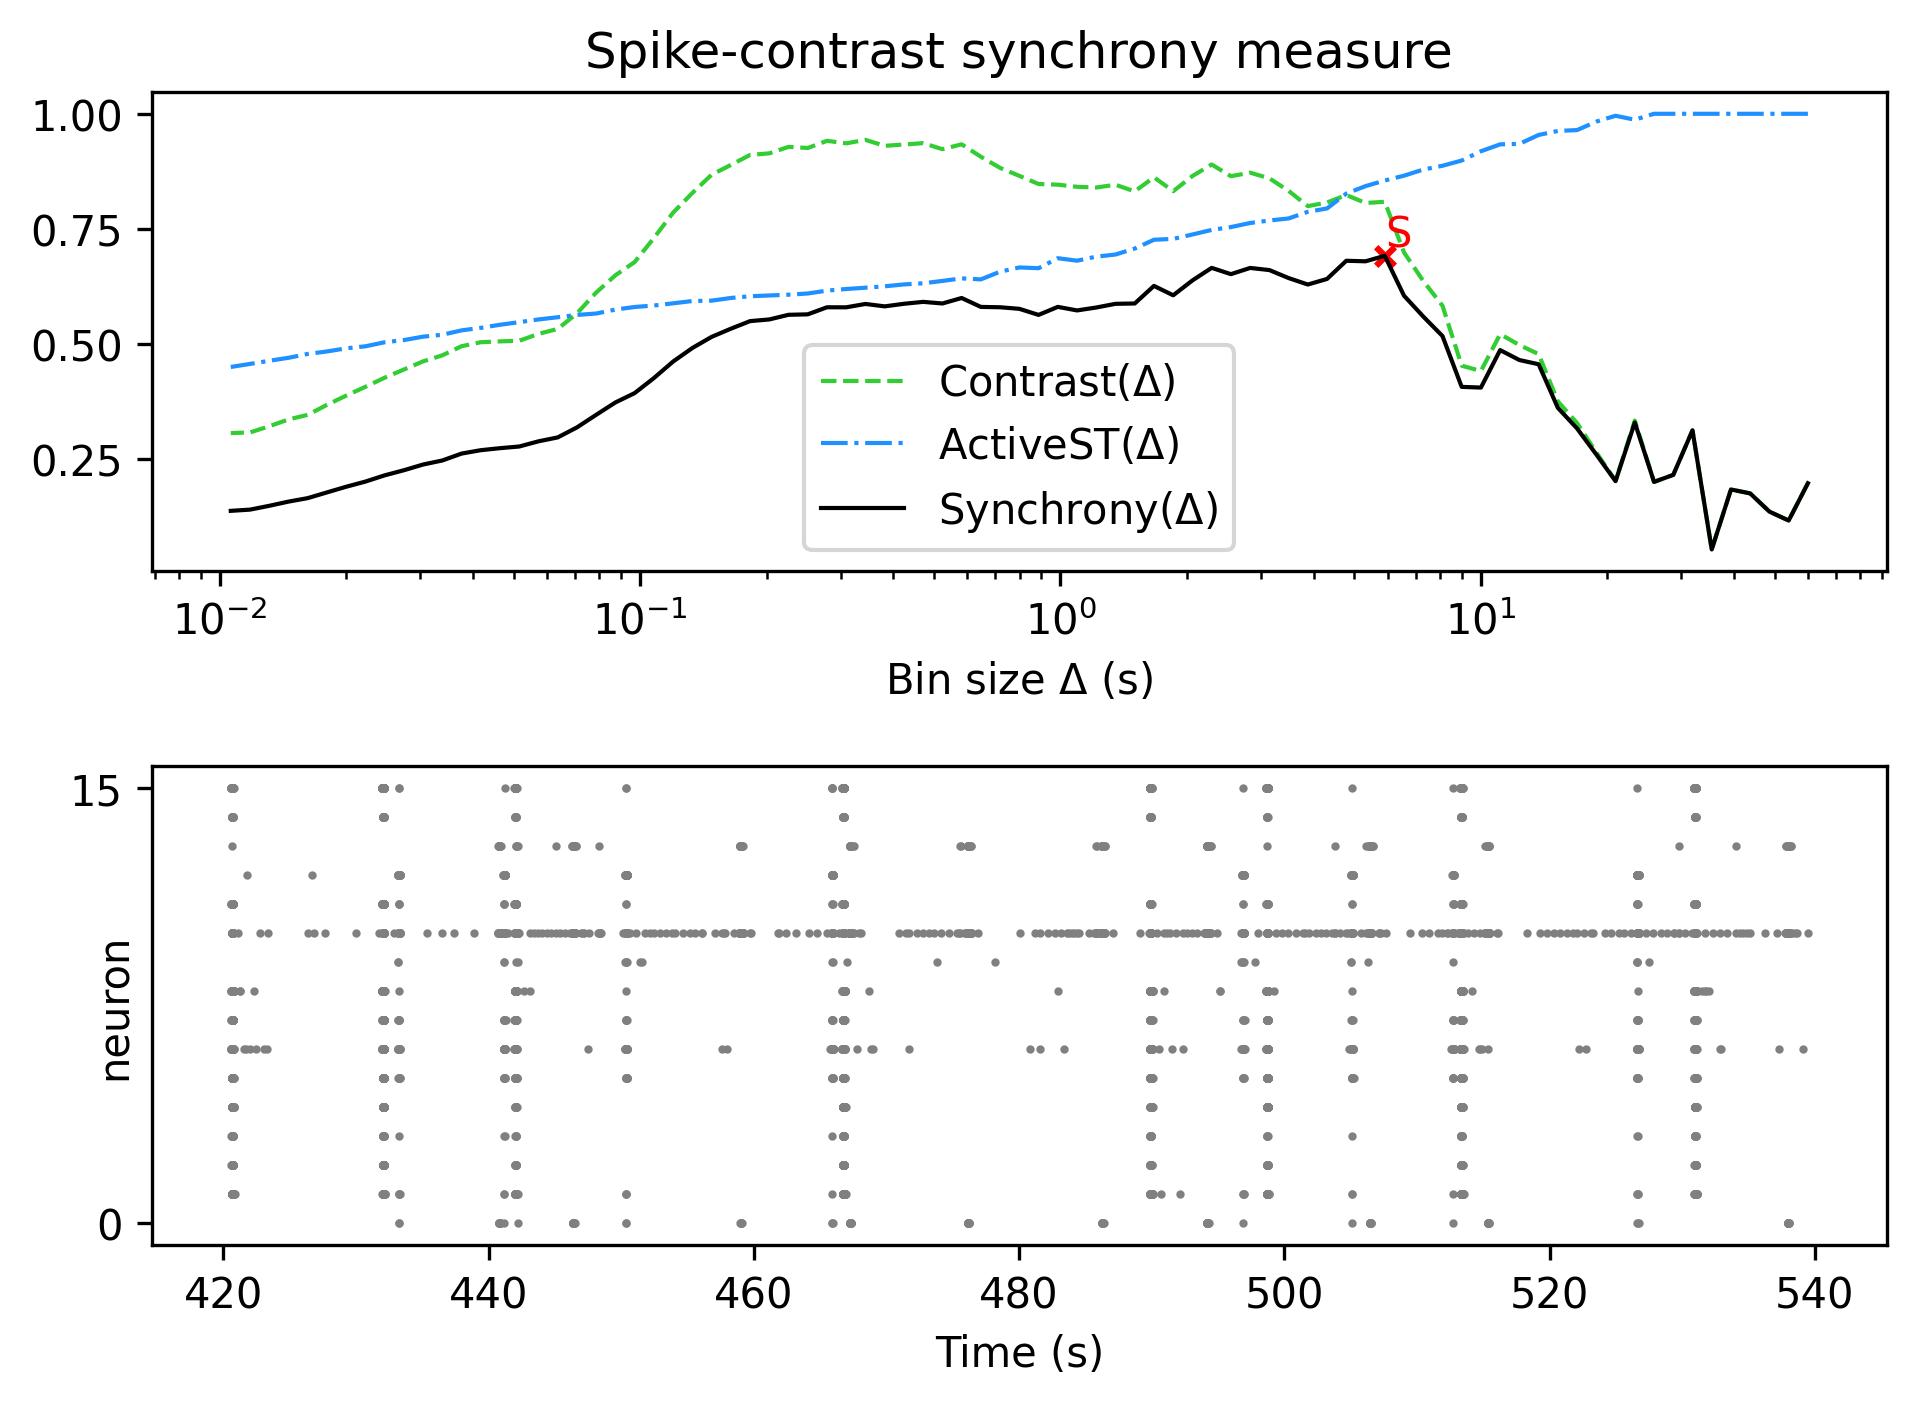 Spike-contrast synchrony measure
1.00
0.75
0.50
0.25
S
Contrast(Δ)
ActiveST(Δ)
Synchrony(Δ)
10⁻² 10⁻¹ 10⁰ 10¹
Bin size Δ (s)
15
0
neuron
420 440 460 480 500 520 540
Time (s)